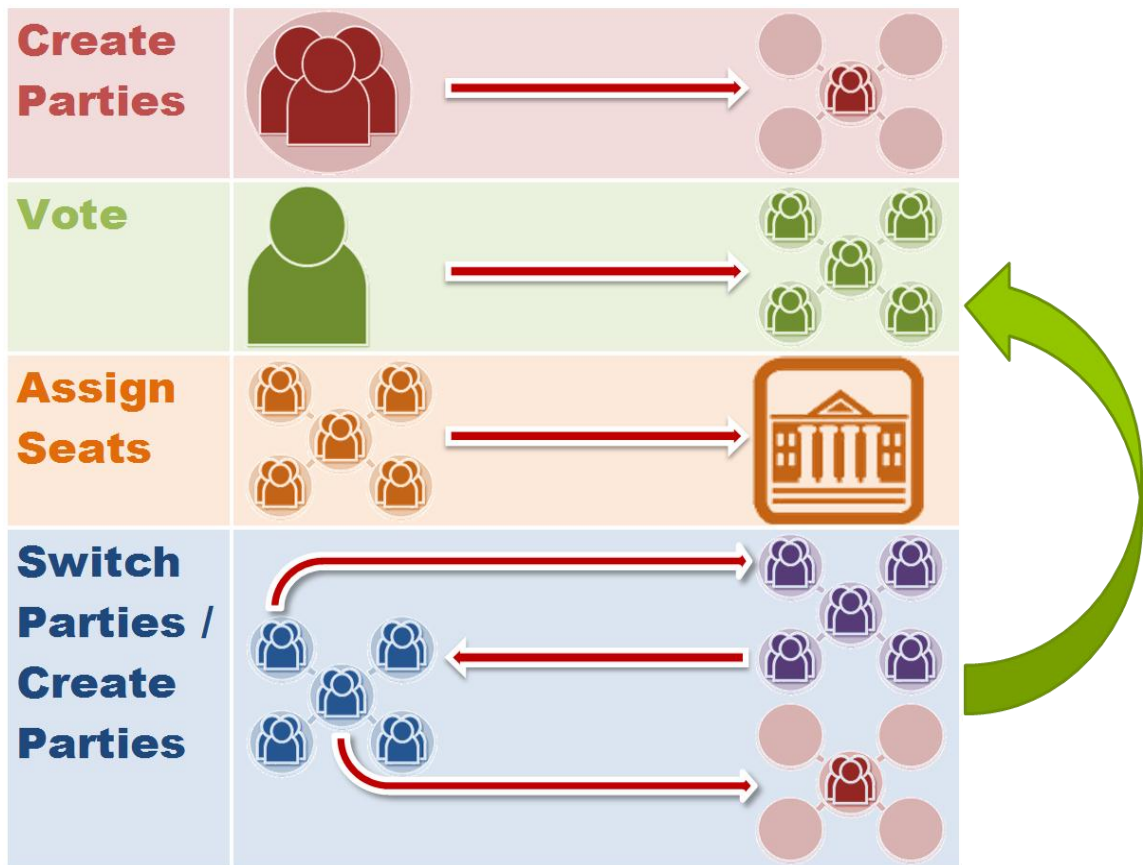 Create
Parties
Vote
Assign
Seats
Switch
Parties /
Create
Parties